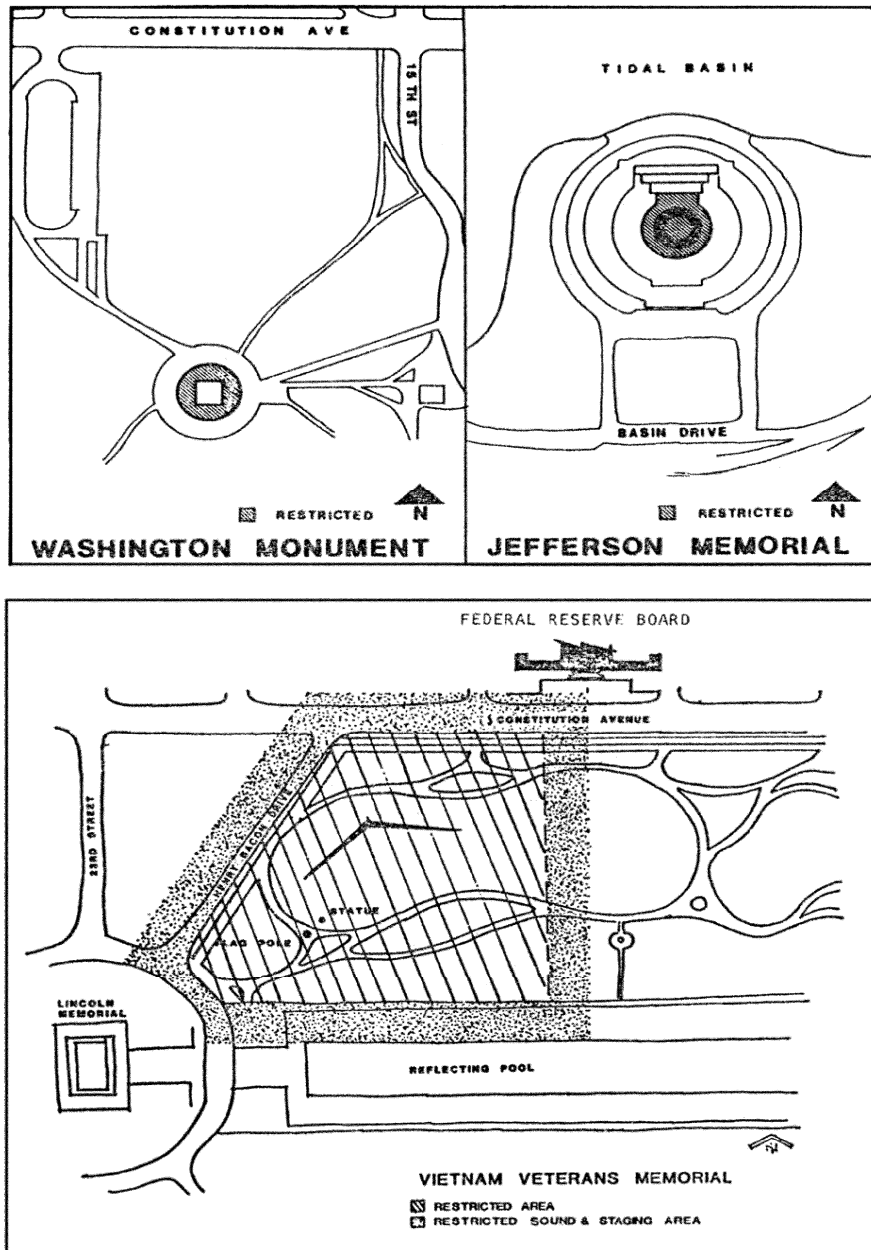 CONSTITUTION AVE
15TH ST
RESTRICTED
N
WASHINGTON MONUMENT
TIDAL BASIN
BASIN DRIVE
RESTRICTED
N
JEFFERSON MEMORIAL
FEDERAL RESERVE BOARD
CONSTITUTION AVENUE
23RD STREET
HENRY BACON DRIVE
STATUE
FLAG POLE
LINCOLN
MEMORIAL
REFLECTING POOL
N
VIETNAM VETERANS MEMORIAL
RESTRICTED AREA
RESTRICTED SOUND & STAGING AREA